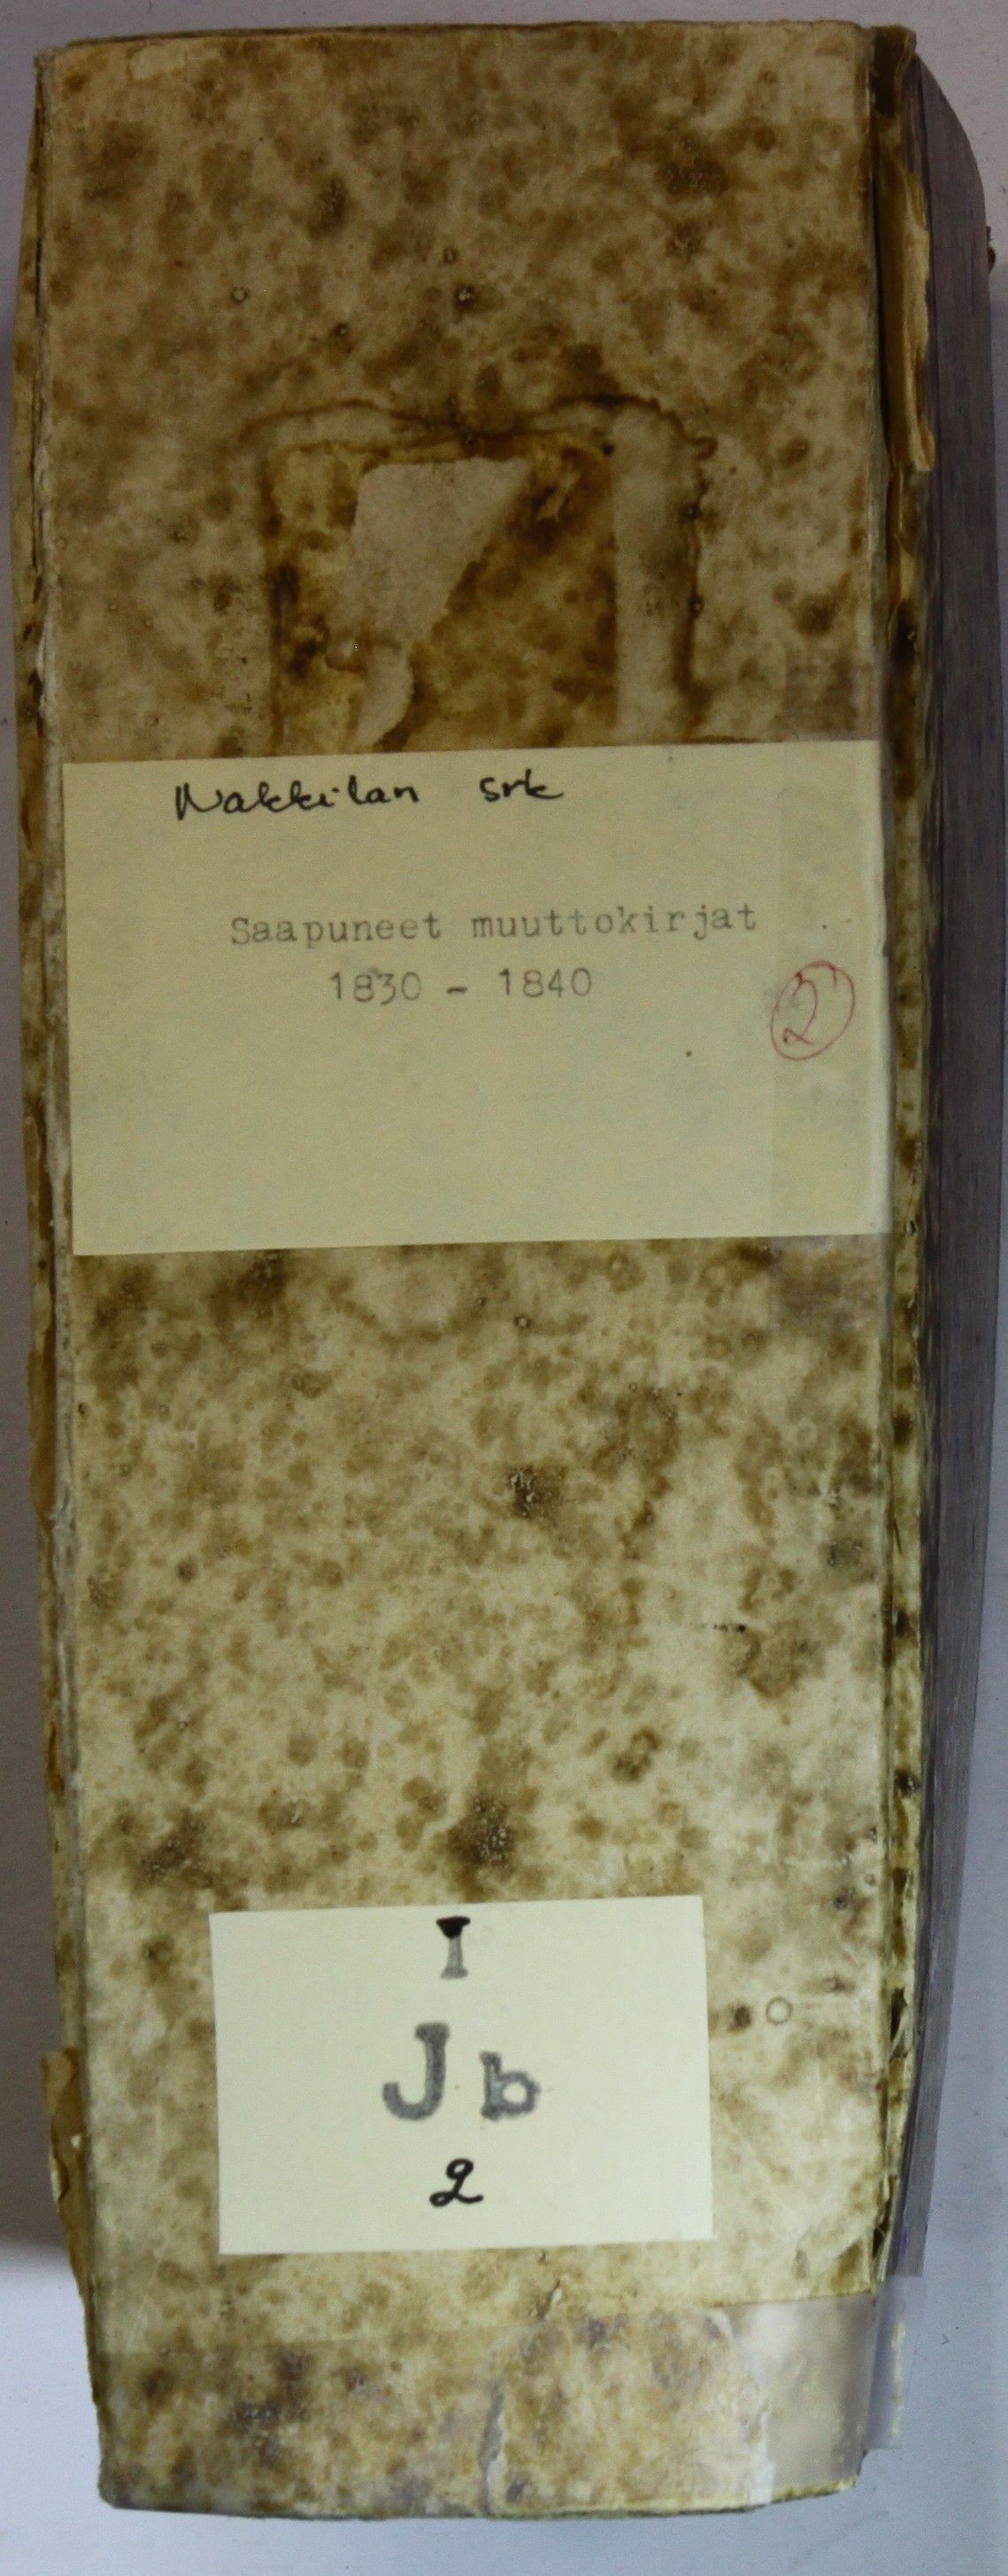 Nakkilan srk
Saapuneet muuttokirjat
1830 - 1840
2
I
Jb
2